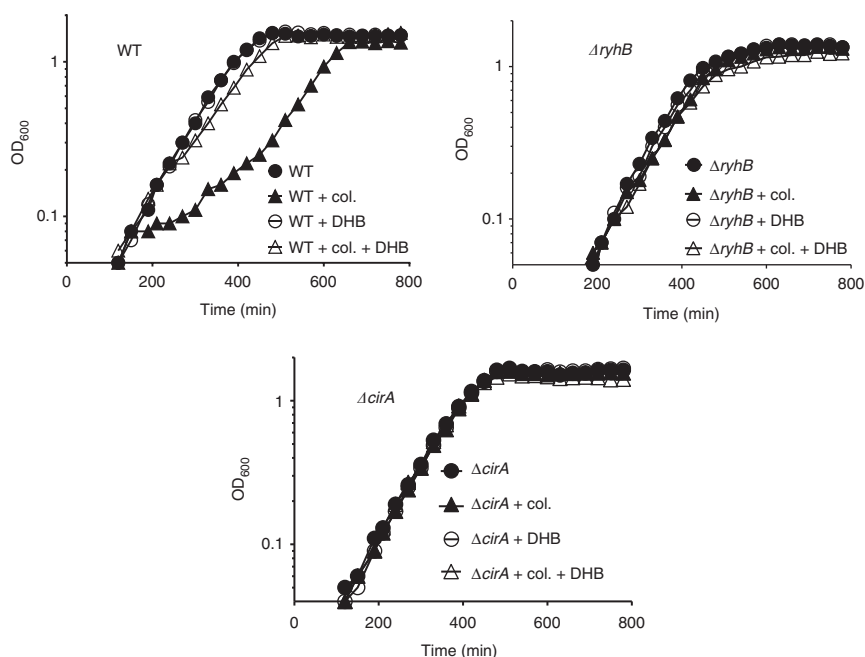 WT
1
OD600
0.1
WT
WT + col.
WT + DHB
WT + col. + DHB
0
200
400
600
800
Time (min)
ΔryhB
1
OD600
0.1
ΔryhB
ΔryhB + col.
ΔryhB + DHB
ΔryhB + col. + DHB
0
200
400
600
800
Time (min)
ΔcirA
1
OD600
0.1
ΔcirA
ΔcirA + col.
ΔcirA + DHB
ΔcirA + col. + DHB
0
200
400
600
800
Time (min)